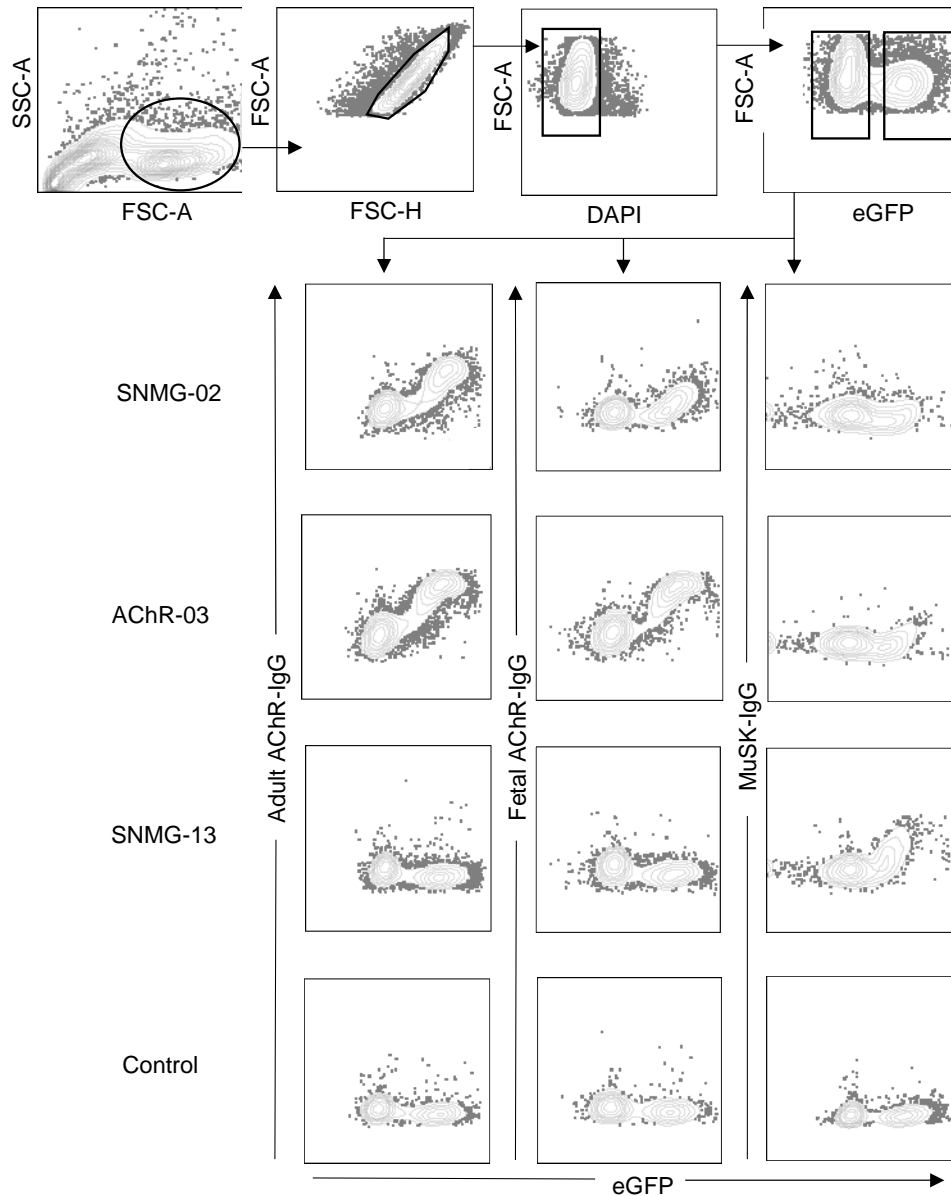 SSC-A
FSC-A
FSC-A
FSC-H
FSC-A
DAPI
FSC-A
eGFP
SNMG-02
AChR-03
SNMG-13
Control
Adult AChR-IgG
Fetal AChR-IgG
MuSK-IgG
eGFP